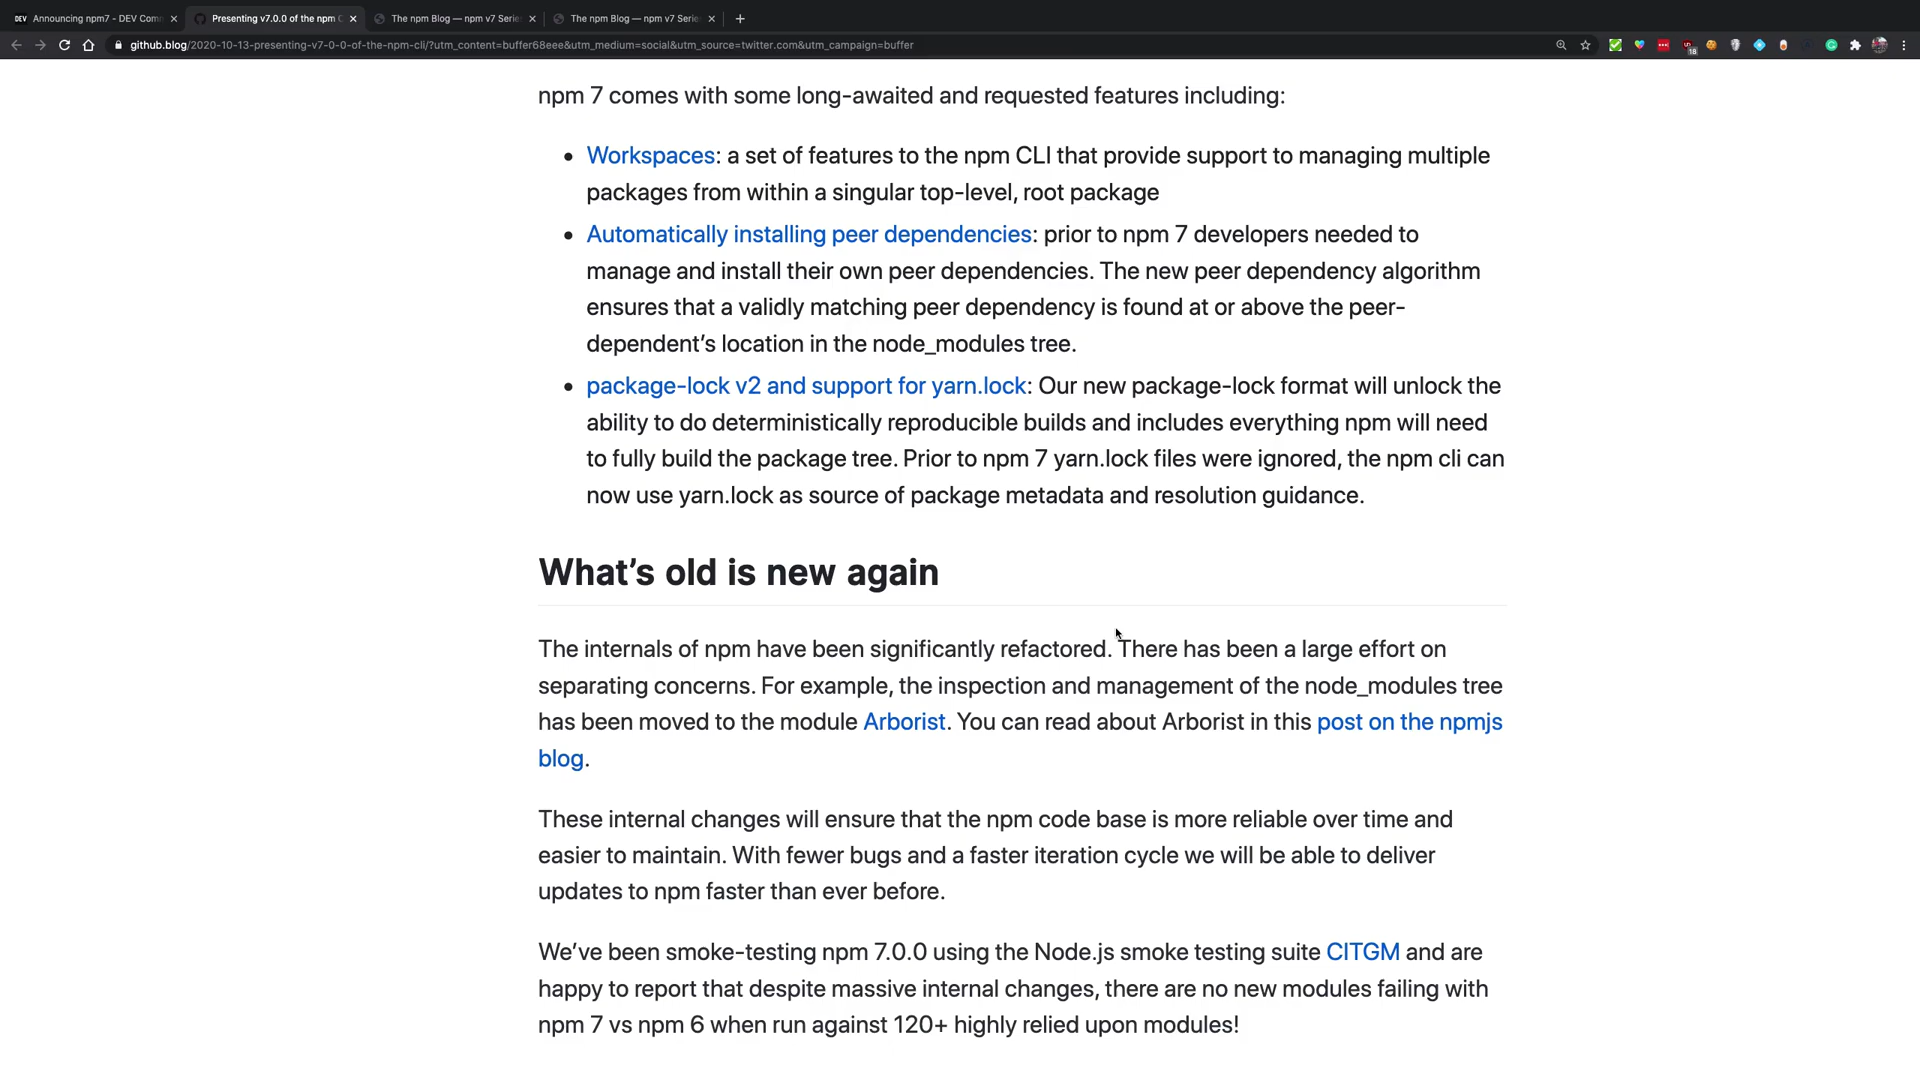 DEV Announcing npm7 - DEV Com
Presenting v7.0.0 of the npm C
The npm Blog — npm v7 Serie
The npm Blog — npm v7 Serie
github.blog/2020-10-13-presenting-v7-0-0-of-the-npm-cli/?utm_content=buffer68eee&utm_medium=social&utm_source=twitter.com&utm_campaign=buffer
18
npm 7 comes with some long-awaited and requested features including:
• Workspaces: a set of features to the npm CLI that provide support to managing multiple
packages from within a singular top-level, root package
• Automatically installing peer dependencies: prior to npm 7 developers needed to
manage and install their own peer dependencies. The new peer dependency algorithm
ensures that a validly matching peer dependency is found at or above the peer-
dependent’s location in the node_modules tree.
• package-lock v2 and support for yarn.lock: Our new package-lock format will unlock the
ability to do deterministically reproducible builds and includes everything npm will need
to fully build the package tree. Prior to npm 7 yarn.lock files were ignored, the npm cli can
now use yarn.lock as source of package metadata and resolution guidance.
What’s old is new again
The internals of npm have been significantly refactored. There has been a large effort on
separating concerns. For example, the inspection and management of the node_modules tree
has been moved to the module Arborist. You can read about Arborist in this post on the npmjs
blog.
These internal changes will ensure that the npm code base is more reliable over time and
easier to maintain. With fewer bugs and a faster iteration cycle we will be able to deliver
updates to npm faster than ever before.
We’ve been smoke-testing npm 7.0.0 using the Node.js smoke testing suite CITGM and are
happy to report that despite massive internal changes, there are no new modules failing with
npm 7 vs npm 6 when run against 120+ highly relied upon modules!